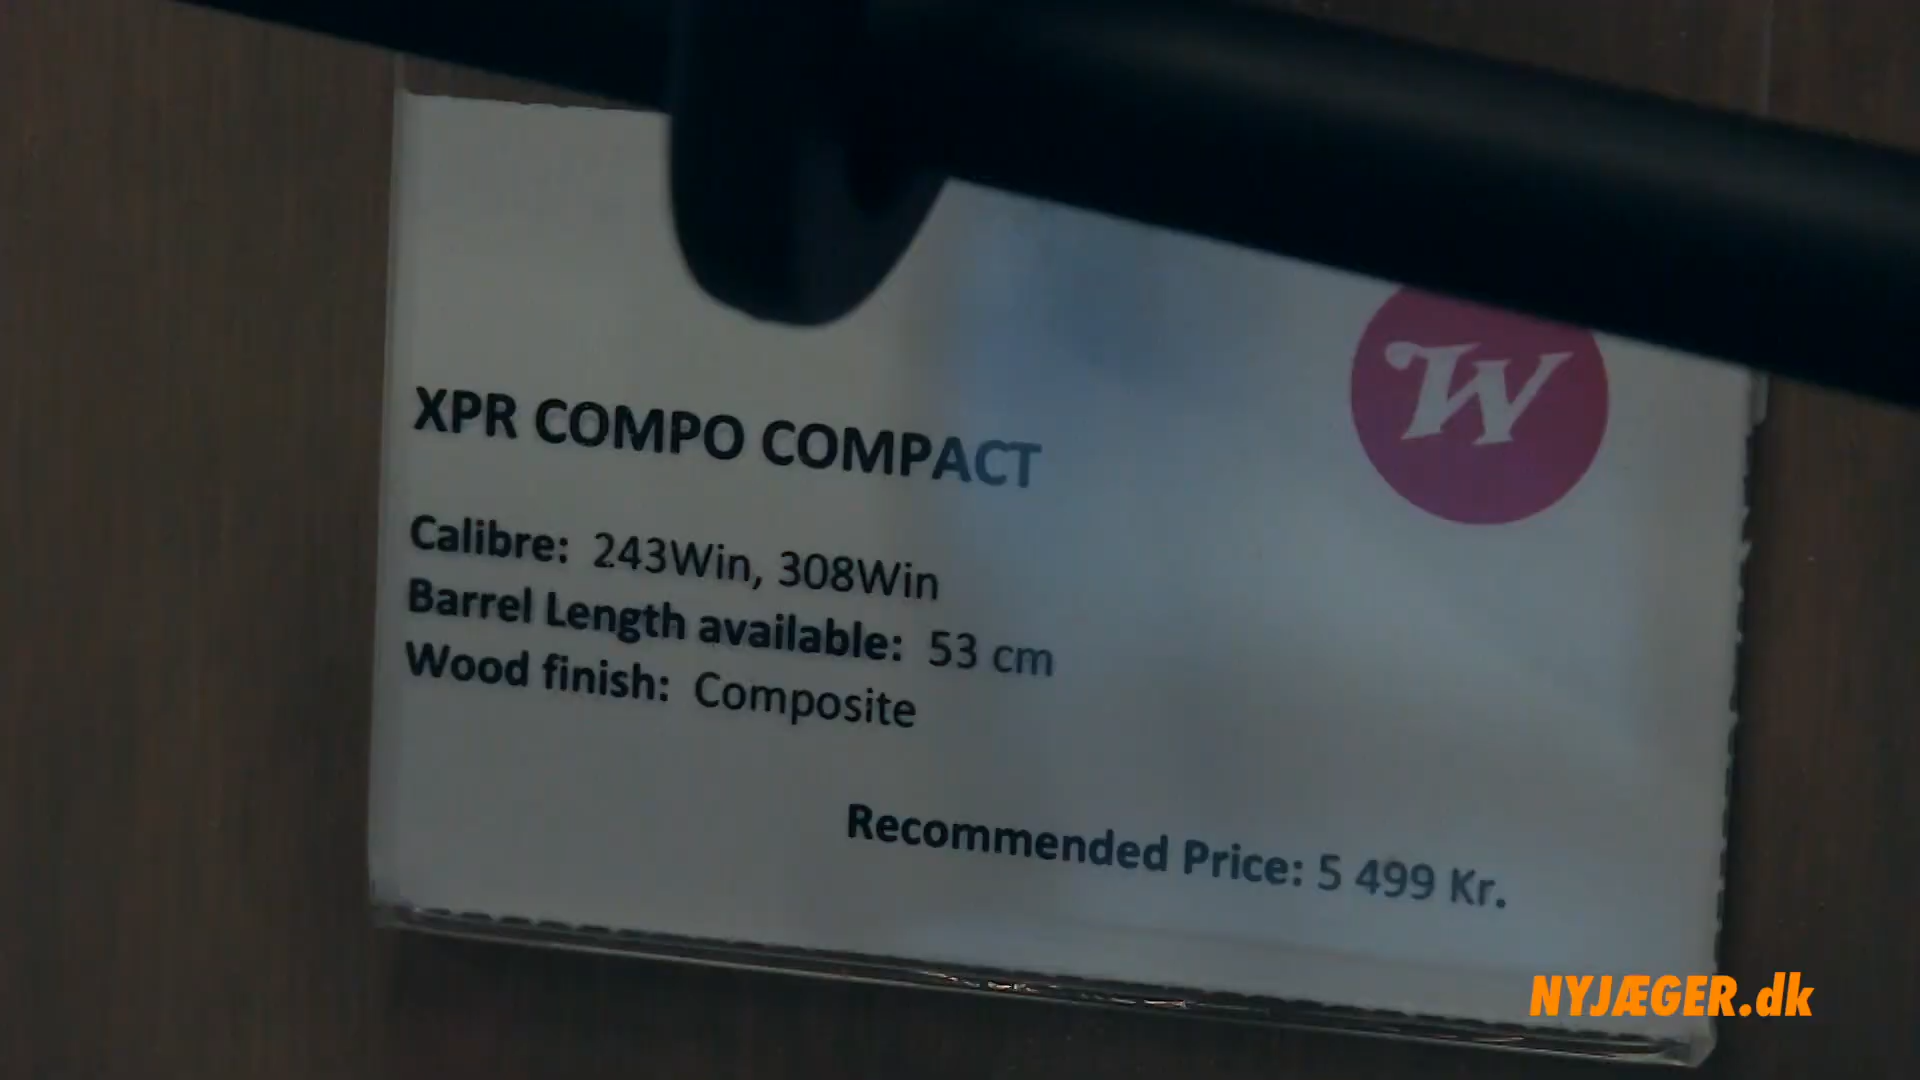 W
XPR COMPO COMPACT
Calibre: 243Win, 308Win
Barrel Length available: 53 cm
Wood finish: Composite
Recommended Price: 5 499 Kr.
NYJÆGER.dk